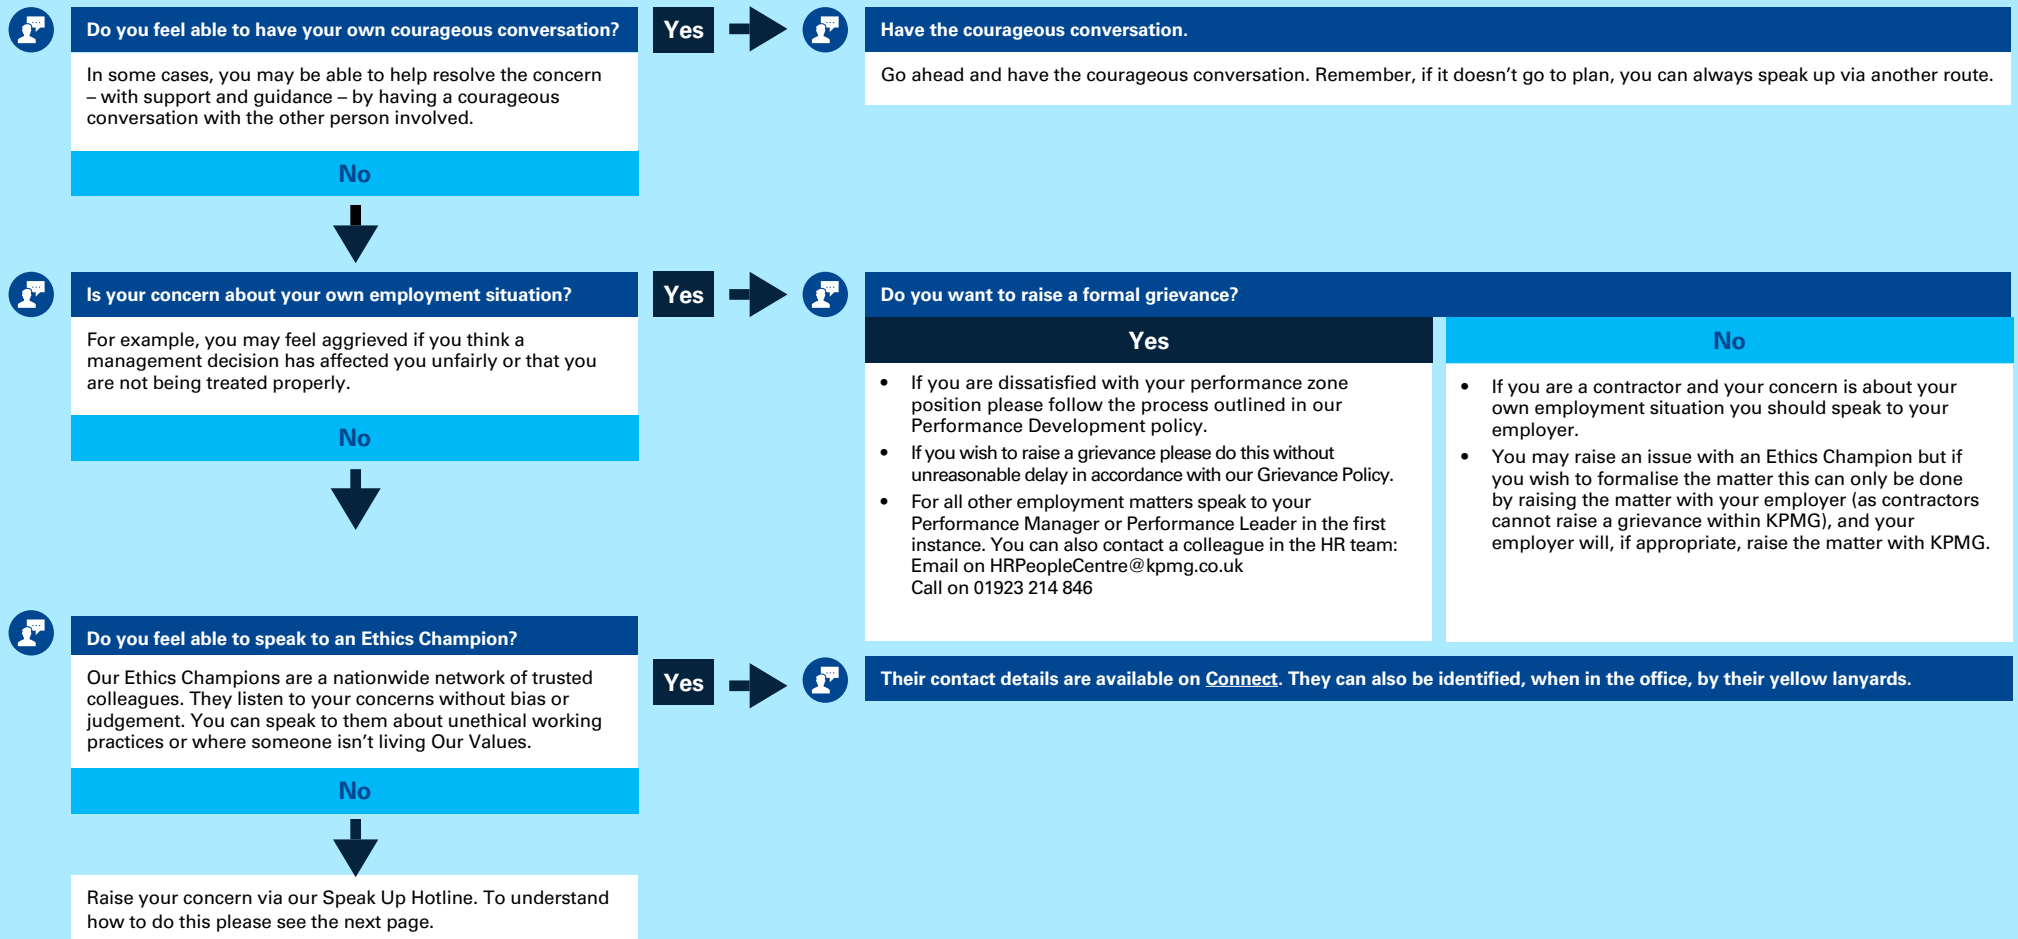 Do you feel able to have your own courageous conversation?
Yes
Have the courageous conversation.
In some cases, you may be able to help resolve the concern
– with support and guidance – by having a courageous
conversation with the other person involved.
Go ahead and have the courageous conversation. Remember, if it doesn’t go to plan, you can always speak up via another route.
No
Is your concern about your own employment situation?
Yes
Do you want to raise a formal grievance?
For example, you may feel aggrieved if you think a
management decision has affected you unfairly or that you
are not being treated properly.
No
Yes
• If you are dissatisfied with your performance zone
position please follow the process outlined in our
Performance Development policy.
• If you wish to raise a grievance please do this without
unreasonable delay in accordance with our Grievance Policy.
• For all other employment matters speak to your
Performance Manager or Performance Leader in the first
instance. You can also contact a colleague in the HR team:
Email on HRPeopleCentre@kpmg.co.uk
Call on 01923 214 846
No
• If you are a contractor and your concern is about your
own employment situation you should speak to your
employer.
• You may raise an issue with an Ethics Champion but if
you wish to formalise the matter this can only be done
by raising the matter with your employer (as contractors
cannot raise a grievance within KPMG), and your
employer will, if appropriate, raise the matter with KPMG.
Do you feel able to speak to an Ethics Champion?
Our Ethics Champions are a nationwide network of trusted
colleagues. They listen to your concerns without bias or
judgement. You can speak to them about unethical working
practices or where someone isn’t living Our Values.
Yes
Their contact details are available on Connect. They can also be identified, when in the office, by their yellow lanyards.
No
Raise your concern via our Speak Up Hotline. To understand
how to do this please see the next page.